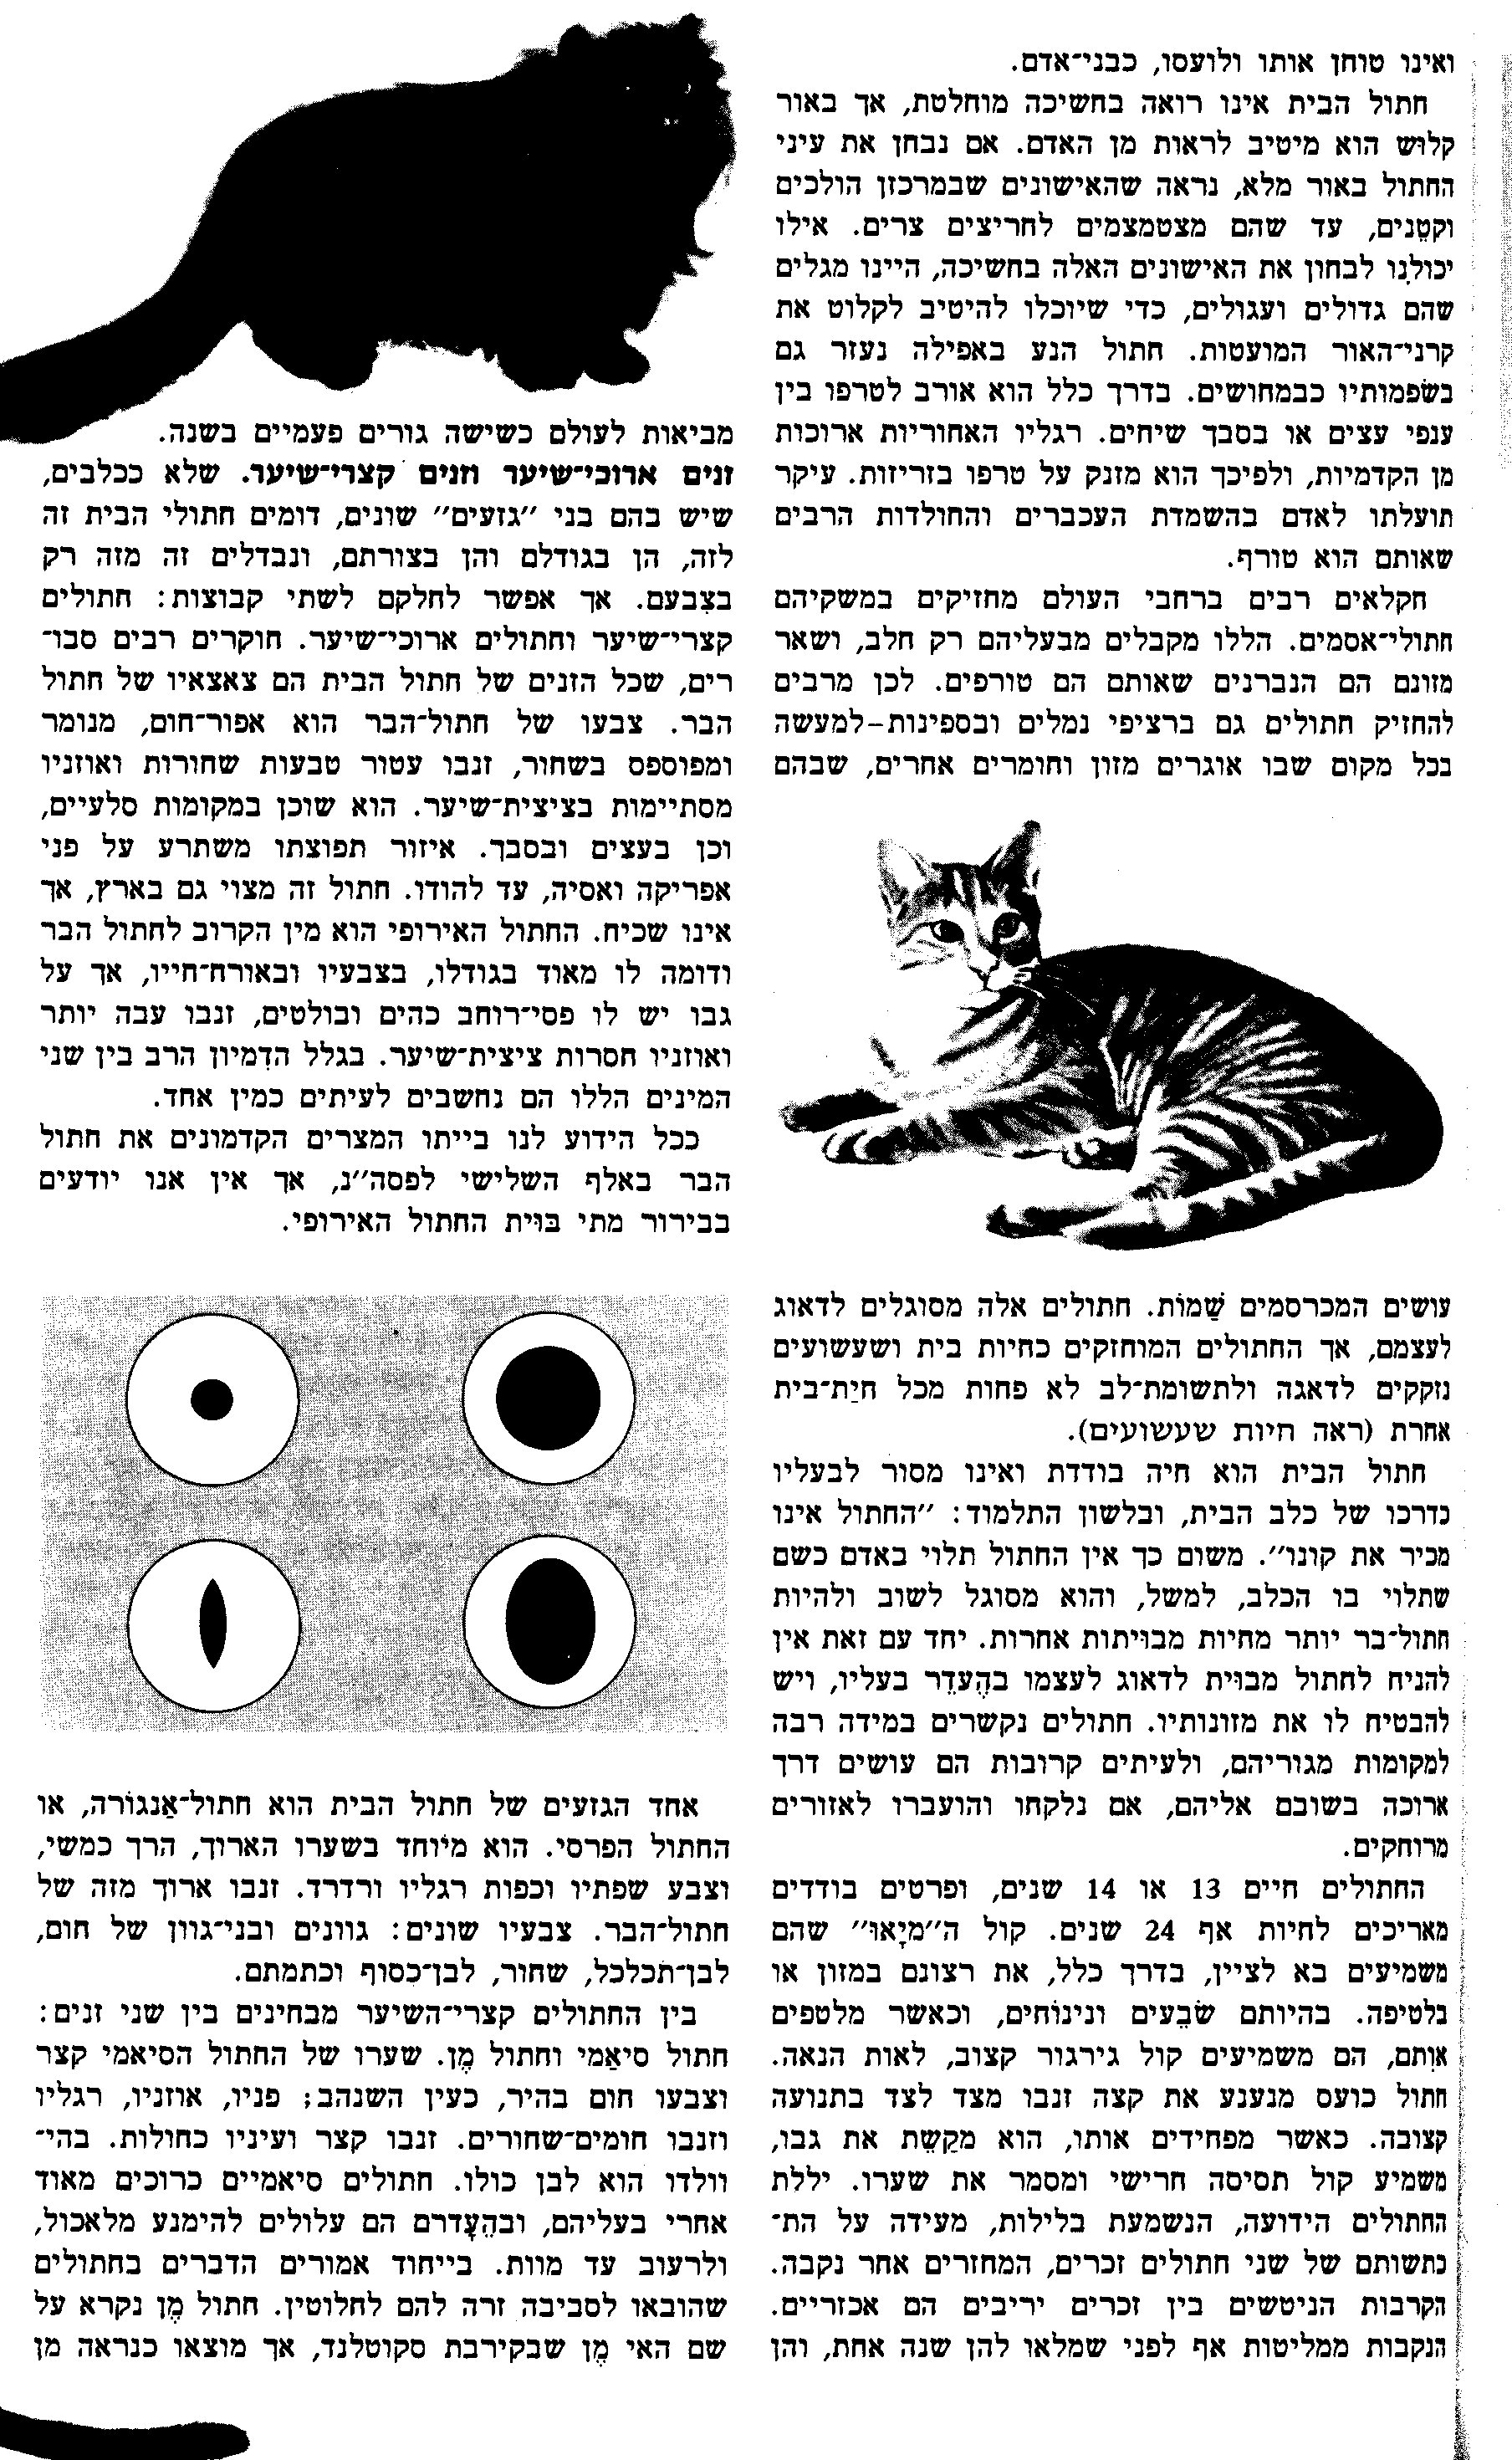 ואינו טוחן אותו ולועסו, כבני־אדם.
חתול הבית אינו רואה בחשיכה מוחלטת, אך באור
קלוש הוא מיטיב לראות מן האדם. אם נבחן את עיני
החתול באור מלא, נראה שהאישונים שבמרכזן הולכים
וקטֵנים, עד שהם מצטמצמים לחריצים צרים. אילו
יכולנו לבחון את האישונים האלה בחשיכה, היינו מגלים
שהם גדולים ועגולים, כדי שיוכלו להיטיב לקלוט את
קרני־האור המועטות. חתול הנע באפילה נעזר גם
בשׂפמותיו כבמחושים. בדרך כלל הוא אורב לטרפו בין
ענפי עצים או בסבך שיחים. רגליו האחוריות ארוכות
מן הקדמיות, ולפיכך הוא מזנק על טרפו בזריזות. עיקר
תועלתו לאדם בהשמדת העכברים והחולדות הרבים
שאותם הוא טורף.
חקלאים רבים ברחבי העולם מחזיקים במשקיהם
חתולי־אסמים. הללו מקבלים מבעליהם רק חלב, ושאר
מזונם הם הנברנים שאותם הם טורפים. לכן מרבים
להחזיק חתולים גם ברציפי נמלים ובספינות–למעשה
בכל מקום שבו אוגרים מזון וחומרים אחרים, שבהם
עושים המכרסמים שַׁמוֹת. חתולים אלה מסוגלים לדאוג
לעצמם, אך החתולים המוחזקים כחיות בית ושעשועים
נזקקים לדאגה ולתשומת־לב לא פחות מכל חיַת־בית
אחרת (ראה חיות שעשועים).
חתול הבית הוא חיה בודדת ואינו מסור לבעליו
כדרכו של כלב הבית, ובלשון התלמוד: ״החתול אינו
מכיר את קונו״. משום כך אין החתול תלוי באדם כשם
שתלוי בו הכלב, למשל, והוא מסוגל לשוב ולהיות
חתול־בר יותר מחיות מבויתות אחרות. יחד עם זאת אין
להניח לחתול מבוית לדאוג לעצמו בהֶעדֵר בעליו, ויש
להבטיח לו את מזונותיו. חתולים נקשרים במידה רבה
למקומות מגוריהם, ולעיתים קרובות הם עושים דרך
ארוכה בשובם אליהם, אם נלקחו והועברו לאזורים
מרוחקים.
החתולים חיים 13 או 14 שנים, ופרטים בודדים
מאריכים לחיות אף 24 שנים. קול ה״מיָאוּ״ שהם
משמיעים בא לציין, בדרך כלל, את רצונם במזון או
בלטיפה. בהיותם שׂבֵעים ונינוֹחים, וכאשר מלטפים
אותם, הם משמיעים קול גירגור קצוב, לאות הנאה.
חתול כועס מנענע את קצה זנבו מצד לצד בתנועה
קצובה. כאשר מפחידים אותו, הוא מקַשֵת את גבו,
משמיע קול תסיסה חרישי ומסמר את שערו. יללת
החתולים הידועה, הנשמעת בלילות, מעידה על הת־
כתשותם של שני חתולים זכרים, המחזרים אחר נקבה.
הקרבות הניטשים בין זכרים יריבים הם אכזריים.
הנקבות ממליטות אף לפני שמלאו להן שנה אחת, והן
מביאות לעולם כשישה גורים פעמיים בשנה.
זנים ארוכי־שיער וזנים קצרי־שיער. שלא ככלבים,
שיש בהם בני ״גזעים״ שונים, דומים חתולי הבית זה
לזה, הן בגודלם והן בצורתם, ונבדלים זה מזה רק
בצבעם. אך אפשר לחלקם לשתי קבוצות: חתולים
קצרי־שיער וחתולים ארוכי־שיער. חוקרים רבים סבו־
רים, שכל הזנים של חתול הבית הם צאצאיו של חתול
הבר. צבעו של חתול־הבר הוא אפור־חום, מנומר
ומפוספס בשחור, זנבו עטור טבעות שחורות ואוזניו
מסתיימות בציצית־שיער. הוא שוכן במקומות סלעיים,
וכן בעצים ובסבך. איזור תפוצתו משתרע על פני
אפריקה ואסיה, עד להודו. חתול זה מצוי גם בארץ, אך
אינו שכיח. החתול האירופי הוא מין הקרוב לחתול הבר
ודומה לו מאוד בגודלו, בצבעיו ובאורח־חייו, אך על
גבו יש לו פסי־רוחב כהים ובולטים, זנבו עבה יותר
ואוזניו חסרות ציצית־שיער. בגלל הדמיון הרב בין שני
המינים הללו הם נחשבים לעיתים כמין אחד.
ככל הידוע לנו בייתו המצרים הקדמונים את חתול
הבר באלף השלישי לפסה״נ, אך אין אנו יודעים
בבירור מתי בוּית החתול האירופי.
אחד הגזעים של חתול הבית הוא חתול־אַנגוֹרה, או
החתול הפרסי. הוא מיוחד בשערו הארוך, הרך כמשי,
וצבע שפתיו וכפות רגליו ורדרד. זנבו ארוך מזה של
חתול־הבר. צבעיו שונים: גוונים ובני־גוון של חום,
לבן־תכלכל, שחור, לבן־כסוף וכתמתם.
בין החתולים קצרי־השיער מבחינים בין שני זנים:
חתול סיאַמי וחתול מֶן. שערו של החתול הסיאמי קצר
וצבעו חום בהיר, כעין השנהב; פניו, אוזניו, רגליו
וזנבו חומים־שחורים. זנבו קצר ועיניו כחולות. בהי־
וולדו הוא לבן כולו. חתולים סיאמיים כרוכים מאוד
אחרי בעליהם, ובהֵעָדרם הם עלולים להימנע מלאכול,
ולרעוב עד מוות. בייחוד אמורים הדברים בחתולים
שהובאו לסביבה זרה להם לחלוטין. חתול מֶן נקרא על
שם האי מֶן שבקירבת סקוטלנד, אך מוצאו כנראה מן